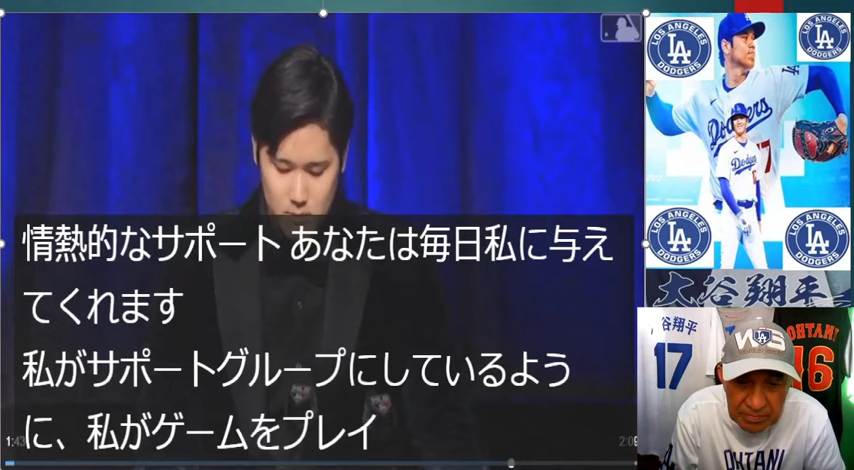 情熱的なサポート あなたは毎日私に与え
てくれます
私がサポートグループにしているよう
に、私がゲームをプレイ
1:43
LOS ANGELES
LA
DODGERS
LOS ANGELES
LA
DODGERS
Dodgers
Dodgers
17
LOS ANGELES
LA
DODGERS
LOS ANGELES
LA
DODGERS
大谷翔平
谷翔平
17
OHTANI
16
LA
OHTANI